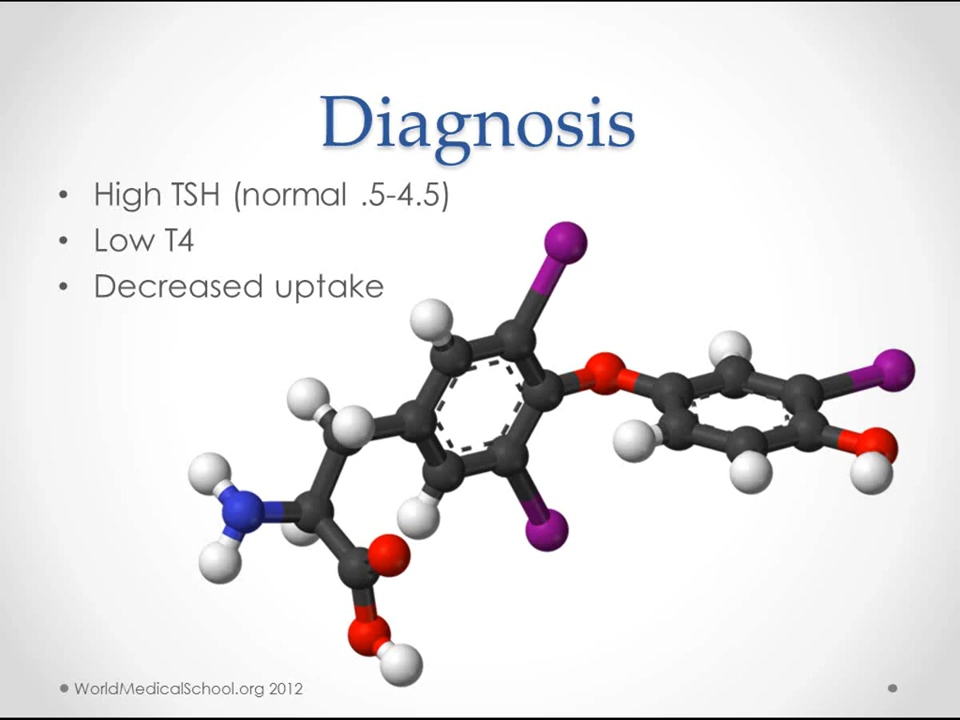 Diagnosis
• High TSH (normal .5-4.5)
• Low T4
• Decreased uptake
WorldMedicalSchool.org 2012